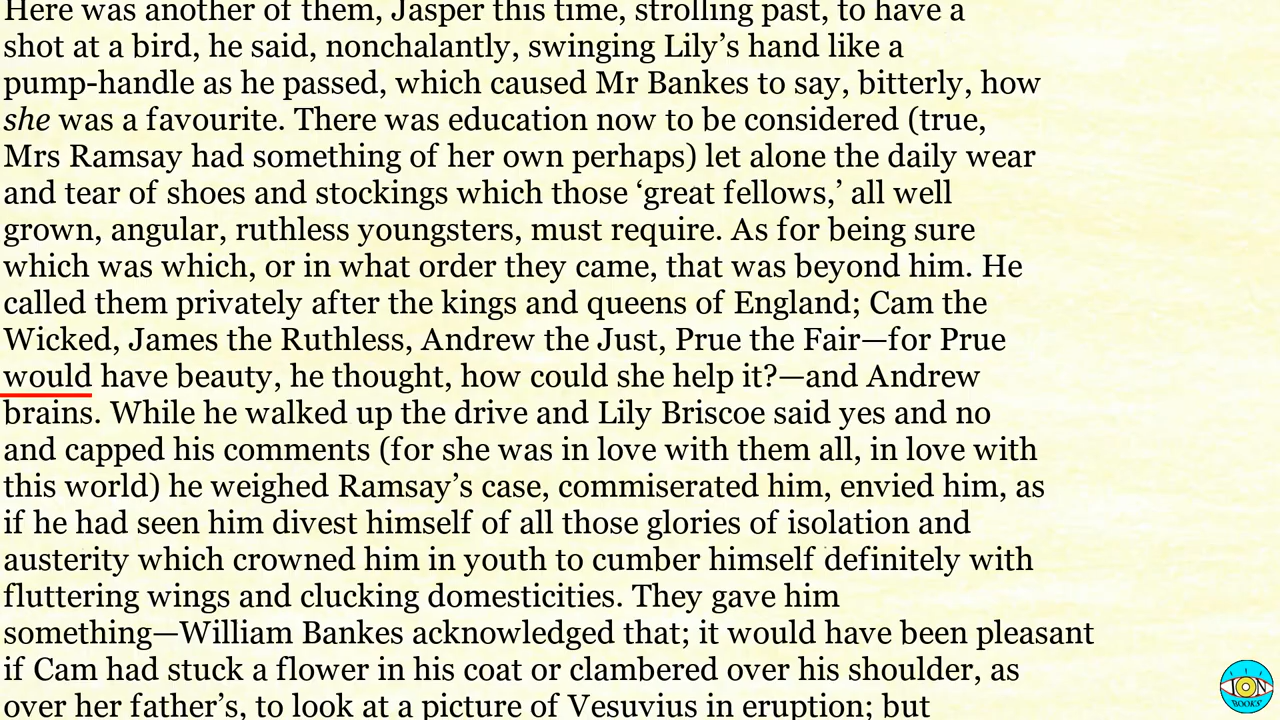 Here was another of them, Jasper this time, strolling past, to have a
shot at a bird, he said, nonchalantly, swinging Lily’s hand like a
pump-handle as he passed, which caused Mr Bankes to say, bitterly, how
she was a favourite. There was education now to be considered (true,
Mrs Ramsay had something of her own perhaps) let alone the daily wear
and tear of shoes and stockings which those ‘great fellows,’ all well
grown, angular, ruthless youngsters, must require. As for being sure
which was which, or in what order they came, that was beyond him. He
called them privately after the kings and queens of England; Cam the
Wicked, James the Ruthless, Andrew the Just, Prue the Fair—for Prue
would have beauty, he thought, how could she help it?—and Andrew
brains. While he walked up the drive and Lily Briscoe said yes and no
and capped his comments (for she was in love with them all, in love with
this world) he weighed Ramsay’s case, commiserated him, envied him, as
if he had seen him divest himself of all those glories of isolation and
austerity which crowned him in youth to cumber himself definitely with
fluttering wings and clucking domesticities. They gave him
something—William Bankes acknowledged that; it would have been pleasant
if Cam had stuck a flower in his coat or clambered over his shoulder, as
over her father’s, to look at a picture of Vesuvius in eruption; but
ION
BOOKS